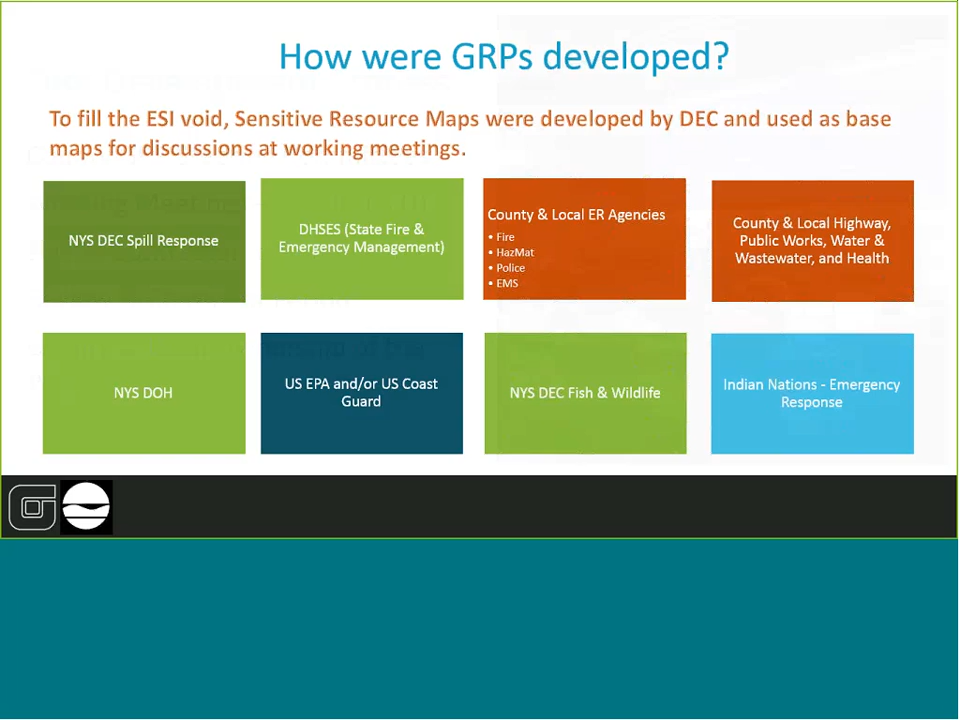 How were GRPs developed?
To fill the ESI void, Sensitive Resource Maps were developed by DEC and used as base
maps for discussions at working meetings.
NYS DEC Spill Response
DHSES (State Fire &
Emergency Management)
County & Local ER Agencies
• Fire
• HazMat
• Police
• EMS
County & Local Highway,
Public Works, Water &
Wastewater, and Health
NYS DOH
US EPA and/or US Coast
Guard
NYS DEC Fish & Wildlife
Indian Nations - Emergency
Response